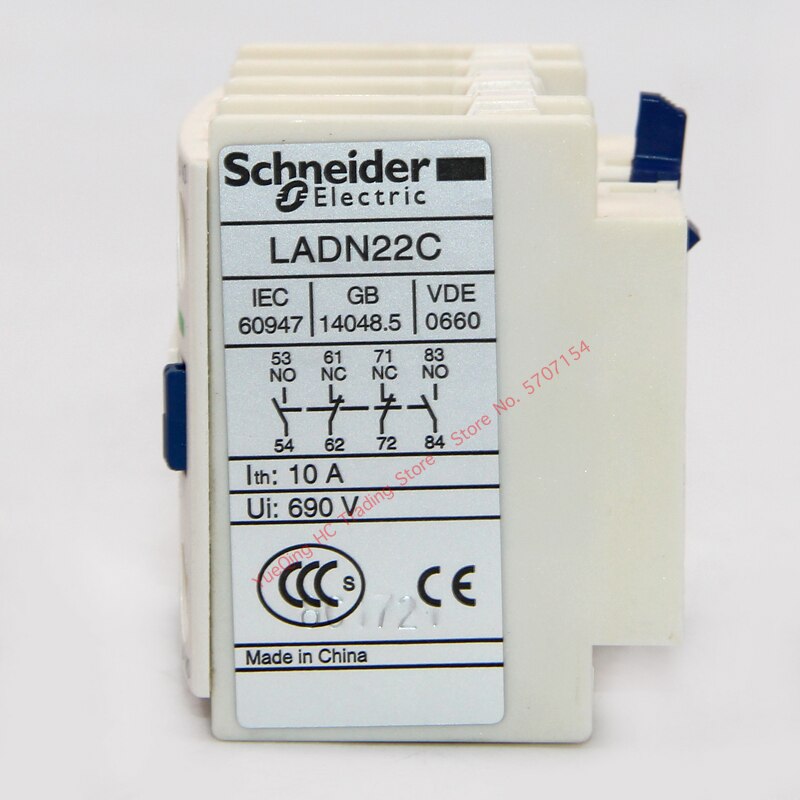 Schneider
Electric
LADN22C
IEC GB VDE
60947 14048.5 0660
53 61 71 83
NO NC NC NO
54 62 72 84
Ith: 10 A
Ui: 690 V
CCC S CE
Made in China
YueQing HC Trading Store Store No. 5707154